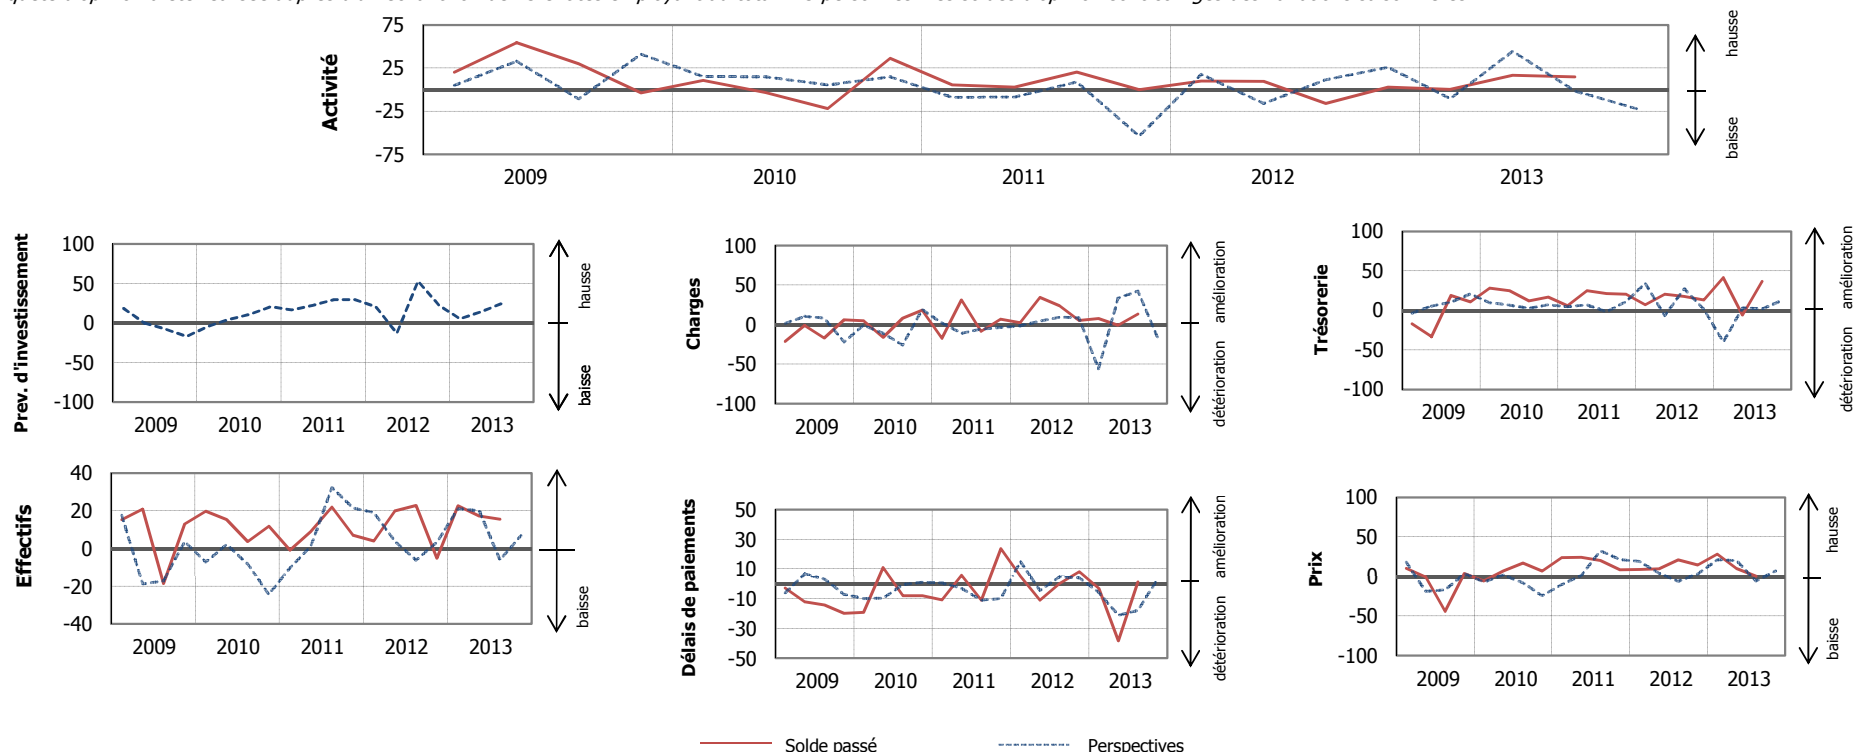 Activité
75
25
-25
-75
hausse
baisse
2009 2010 2011 2012 2013
Prev. d'investissement
100
50
0
-50
-100
hausse
baisse
2009 2010 2011 2012 2013
Charges
100
50
0
-50
-100
amélioration
détérioration
2009 2010 2011 2012 2013
Trésorerie
100
50
0
-50
-100
amélioration
détérioration
2009 2010 2011 2012 2013
Effectifs
40
20
0
-20
-40
baisse
2009 2010 2011 2012 2013
Délais de paiements
50
30
10
-10
-30
-50
amélioration
détérioration
2009 2010 2011 2012 2013
Prix
100
50
0
-50
-100
hausse
baisse
2009 2010 2011 2012 2013
Solde passé Perspectives